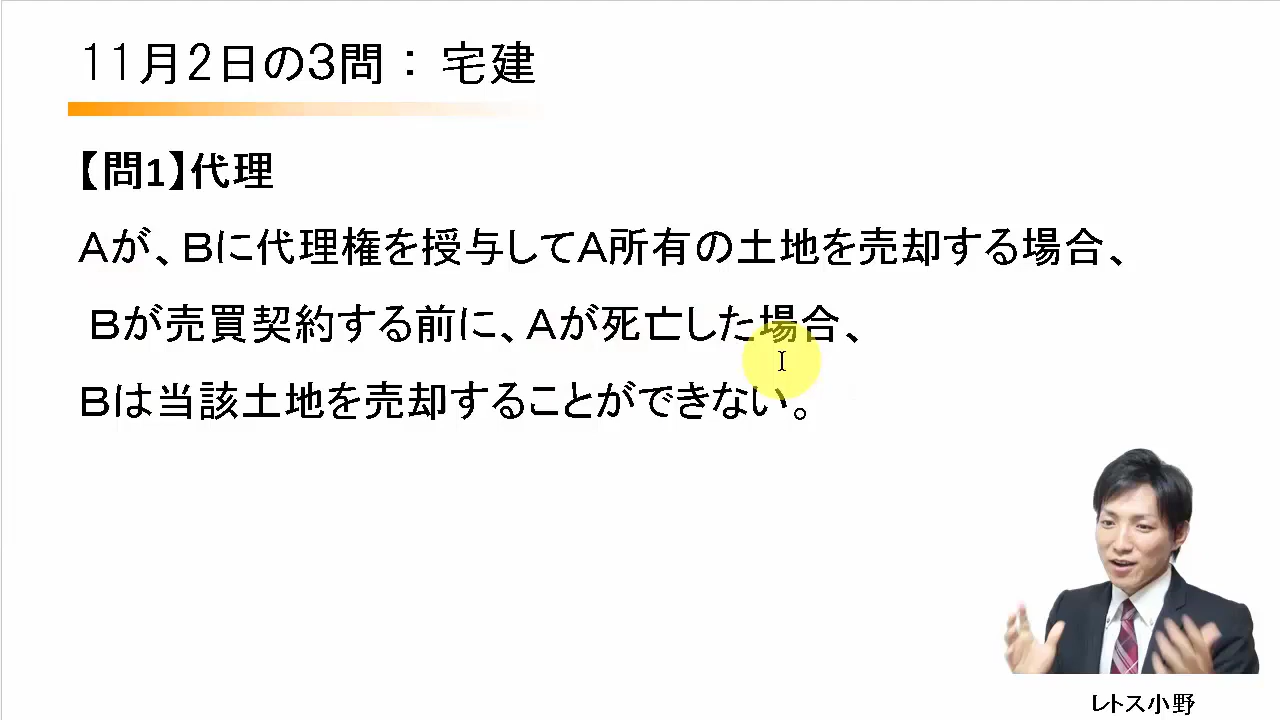 11月2日の3問：宅建
【問1】代理
Aが、Bに代理権を授与してA所有の土地を売却する場合、
Bが売買契約する前に、Aが死亡した場合、
Bは当該土地を売却することができない。
レトス小野